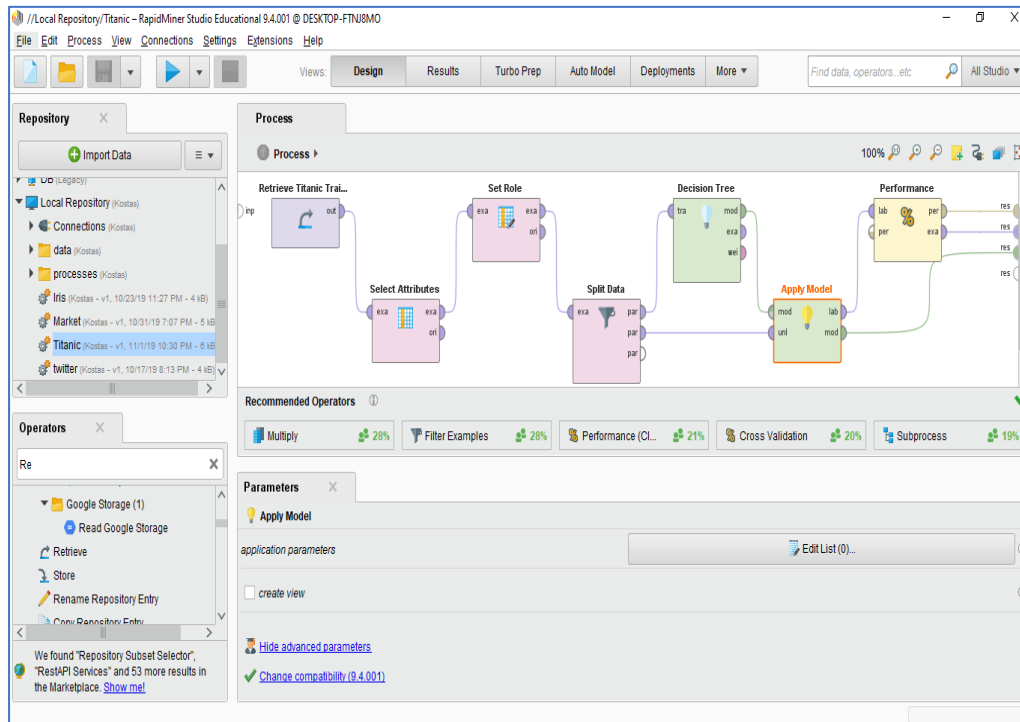 //Local Repository/Titanic – RapidMiner Studio Educational 9.4.001 @ DESKTOP-FTNJ8MO
File Edit Process View Connections Settings Extensions Help
Views: Design Results Turbo Prep Auto Model Deployments More ▼ Find data, operators...etc All Studio ▼
Repository
Import Data
DB (Legacy)
Local Repository (Kostas)
Connections (Kostas)
data (Kostas)
processes (Kostas)
Iris (Kostas - v1, 10/23/19 11:27 PM - 4 kB)
Market (Kostas - v1, 10/31/19 7:07 PM - 5 kB
Titanic (Kostas - v1, 11/1/19 10:30 PM - 6 kB
twitter (Kostas - v1, 10/17/19 8:13 PM - 4 kB)
Operators
Re
Google Storage (1)
Read Google Storage
Retrieve
Store
Rename Repository Entry
Copy Repository Entry
We found "Repository Subset Selector",
"RestAPI Services" and 53 more results in
the Marketplace. Show me!
Process
Process
100%
Retrieve Titanic Trai... Set Role Decision Tree Performance
inp out exa exa tra mod lab per res
ori exa per exa res
wei res
res
Select Attributes Split Data Apply Model
exa exa exa par mod lab
ori par unl mod
par
Recommended Operators
Multiply 28% Filter Examples 28% Performance (Cl... 21% Cross Validation 20% Subprocess 19%
Parameters
Apply Model
application parameters Edit List (0)...
create view
Hide advanced parameters
Change compatibility (9.4.001)